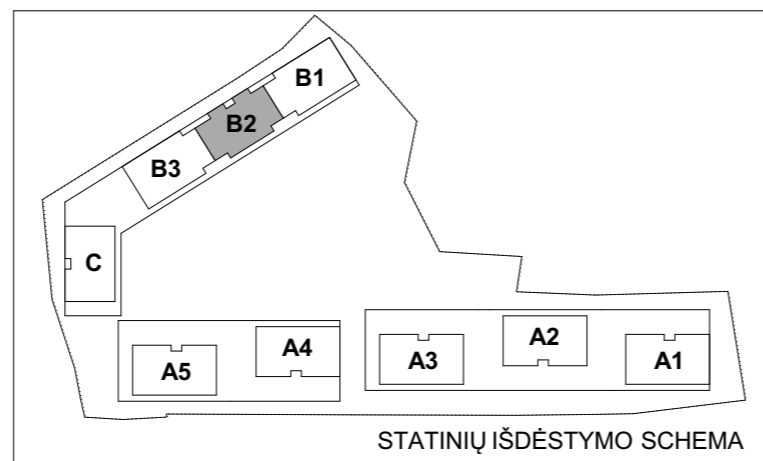 B1
B2
B3
C
A2
A4
A3
A1
A5
STATINIŲ IŠDĖSTYMO SCHEMA